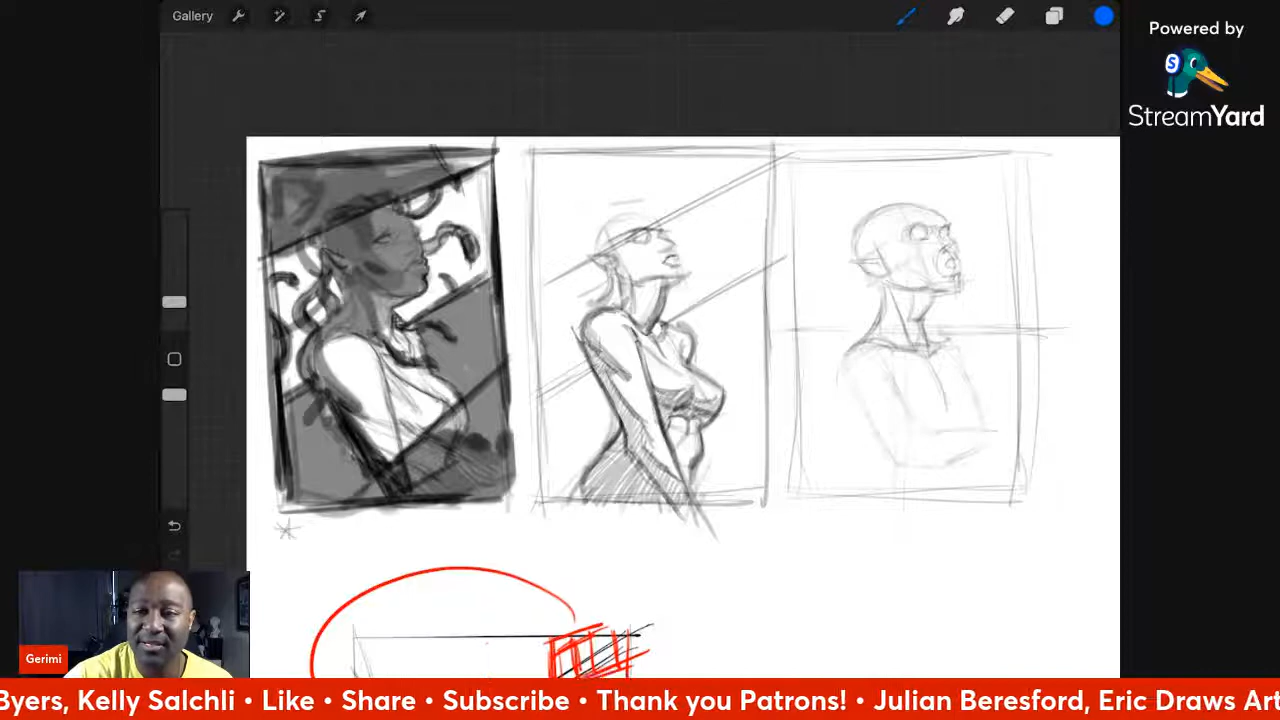 Gallery
Powered by
S
StreamYard
Gerimi
Byers, Kelly Salchli • Like • Share • Subscribe • Thank you Patrons! • Julian Beresford, Eric Draws Art